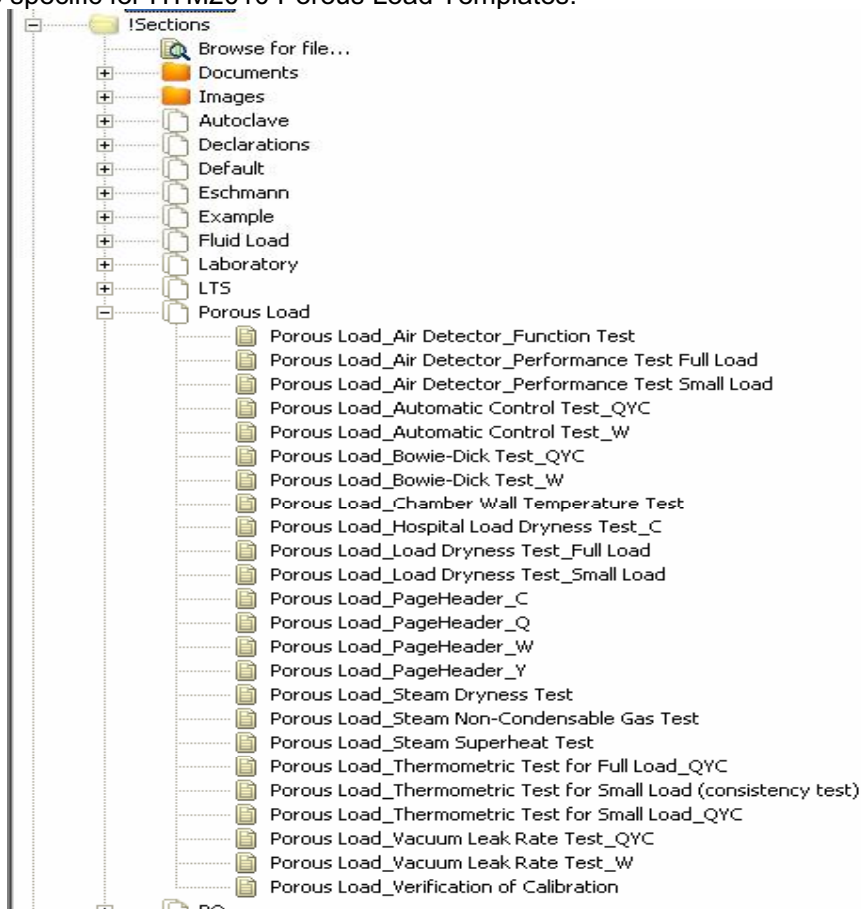 specific for HTM2010 Porous Load Templates.
!Sections
Browse for file...
Documents
Images
Autoclave
Declarations
Default
Eschmann
Example
Fluid Load
Laboratory
LTS
Porous Load
Porous Load_Air Detector_Function Test
Porous Load_Air Detector_Performance Test Full Load
Porous Load_Air Detector_Performance Test Small Load
Porous Load_Automatic Control Test_QYC
Porous Load_Automatic Control Test_W
Porous Load_Bowie-Dick Test_QYC
Porous Load_Bowie-Dick Test_W
Porous Load_Chamber Wall Temperature Test
Porous Load_Hospital Load Dryness Test_C
Porous Load_Load Dryness Test_Full Load
Porous Load_Load Dryness Test_Small Load
Porous Load_PageHeader_C
Porous Load_PageHeader_Q
Porous Load_PageHeader_W
Porous Load_PageHeader_Y
Porous Load_Steam Dryness Test
Porous Load_Steam Non-Condensable Gas Test
Porous Load_Steam Superheat Test
Porous Load_Thermometric Test for Full Load_QYC
Porous Load_Thermometric Test for Small Load (consistency test)
Porous Load_Thermometric Test for Small Load_QYC
Porous Load_Vacuum Leak Rate Test_QYC
Porous Load_Vacuum Leak Rate Test_W
Porous Load_Verification of Calibration